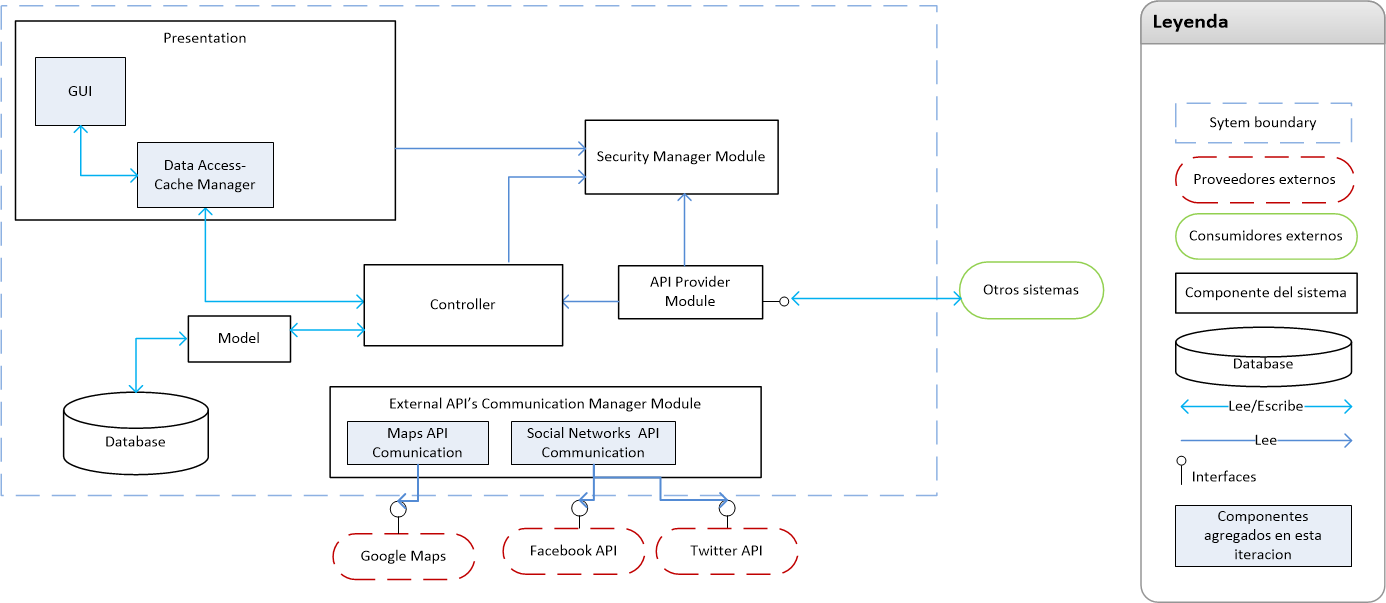 Presentation
GUI
Data Access-
Cache Manager
Security Manager Module
Controller
API Provider
Module
Otros sistemas
Model
Database
External API's Communication Manager Module
Maps API
Comunication
Social Networks API
Communication
Google Maps
Facebook API
Twitter API
Leyenda
Sytem boundary
Proveedores externos
Consumidores externos
Componente del sistema
Database
Lee/Escribe
Lee
Interfaces
Componentes
agregados en esta
iteracion